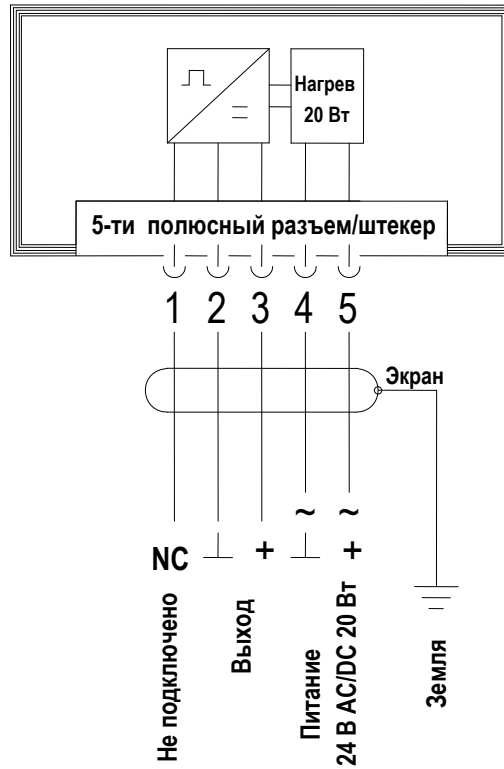 Нагрев
20 Вт
5-ти полюсный разъем/штекер
1 2 3 4 5
Экран
~ ~
NC + +
Не подключено
Выход
Питание
24 В AC/DC 20 Вт
Земля